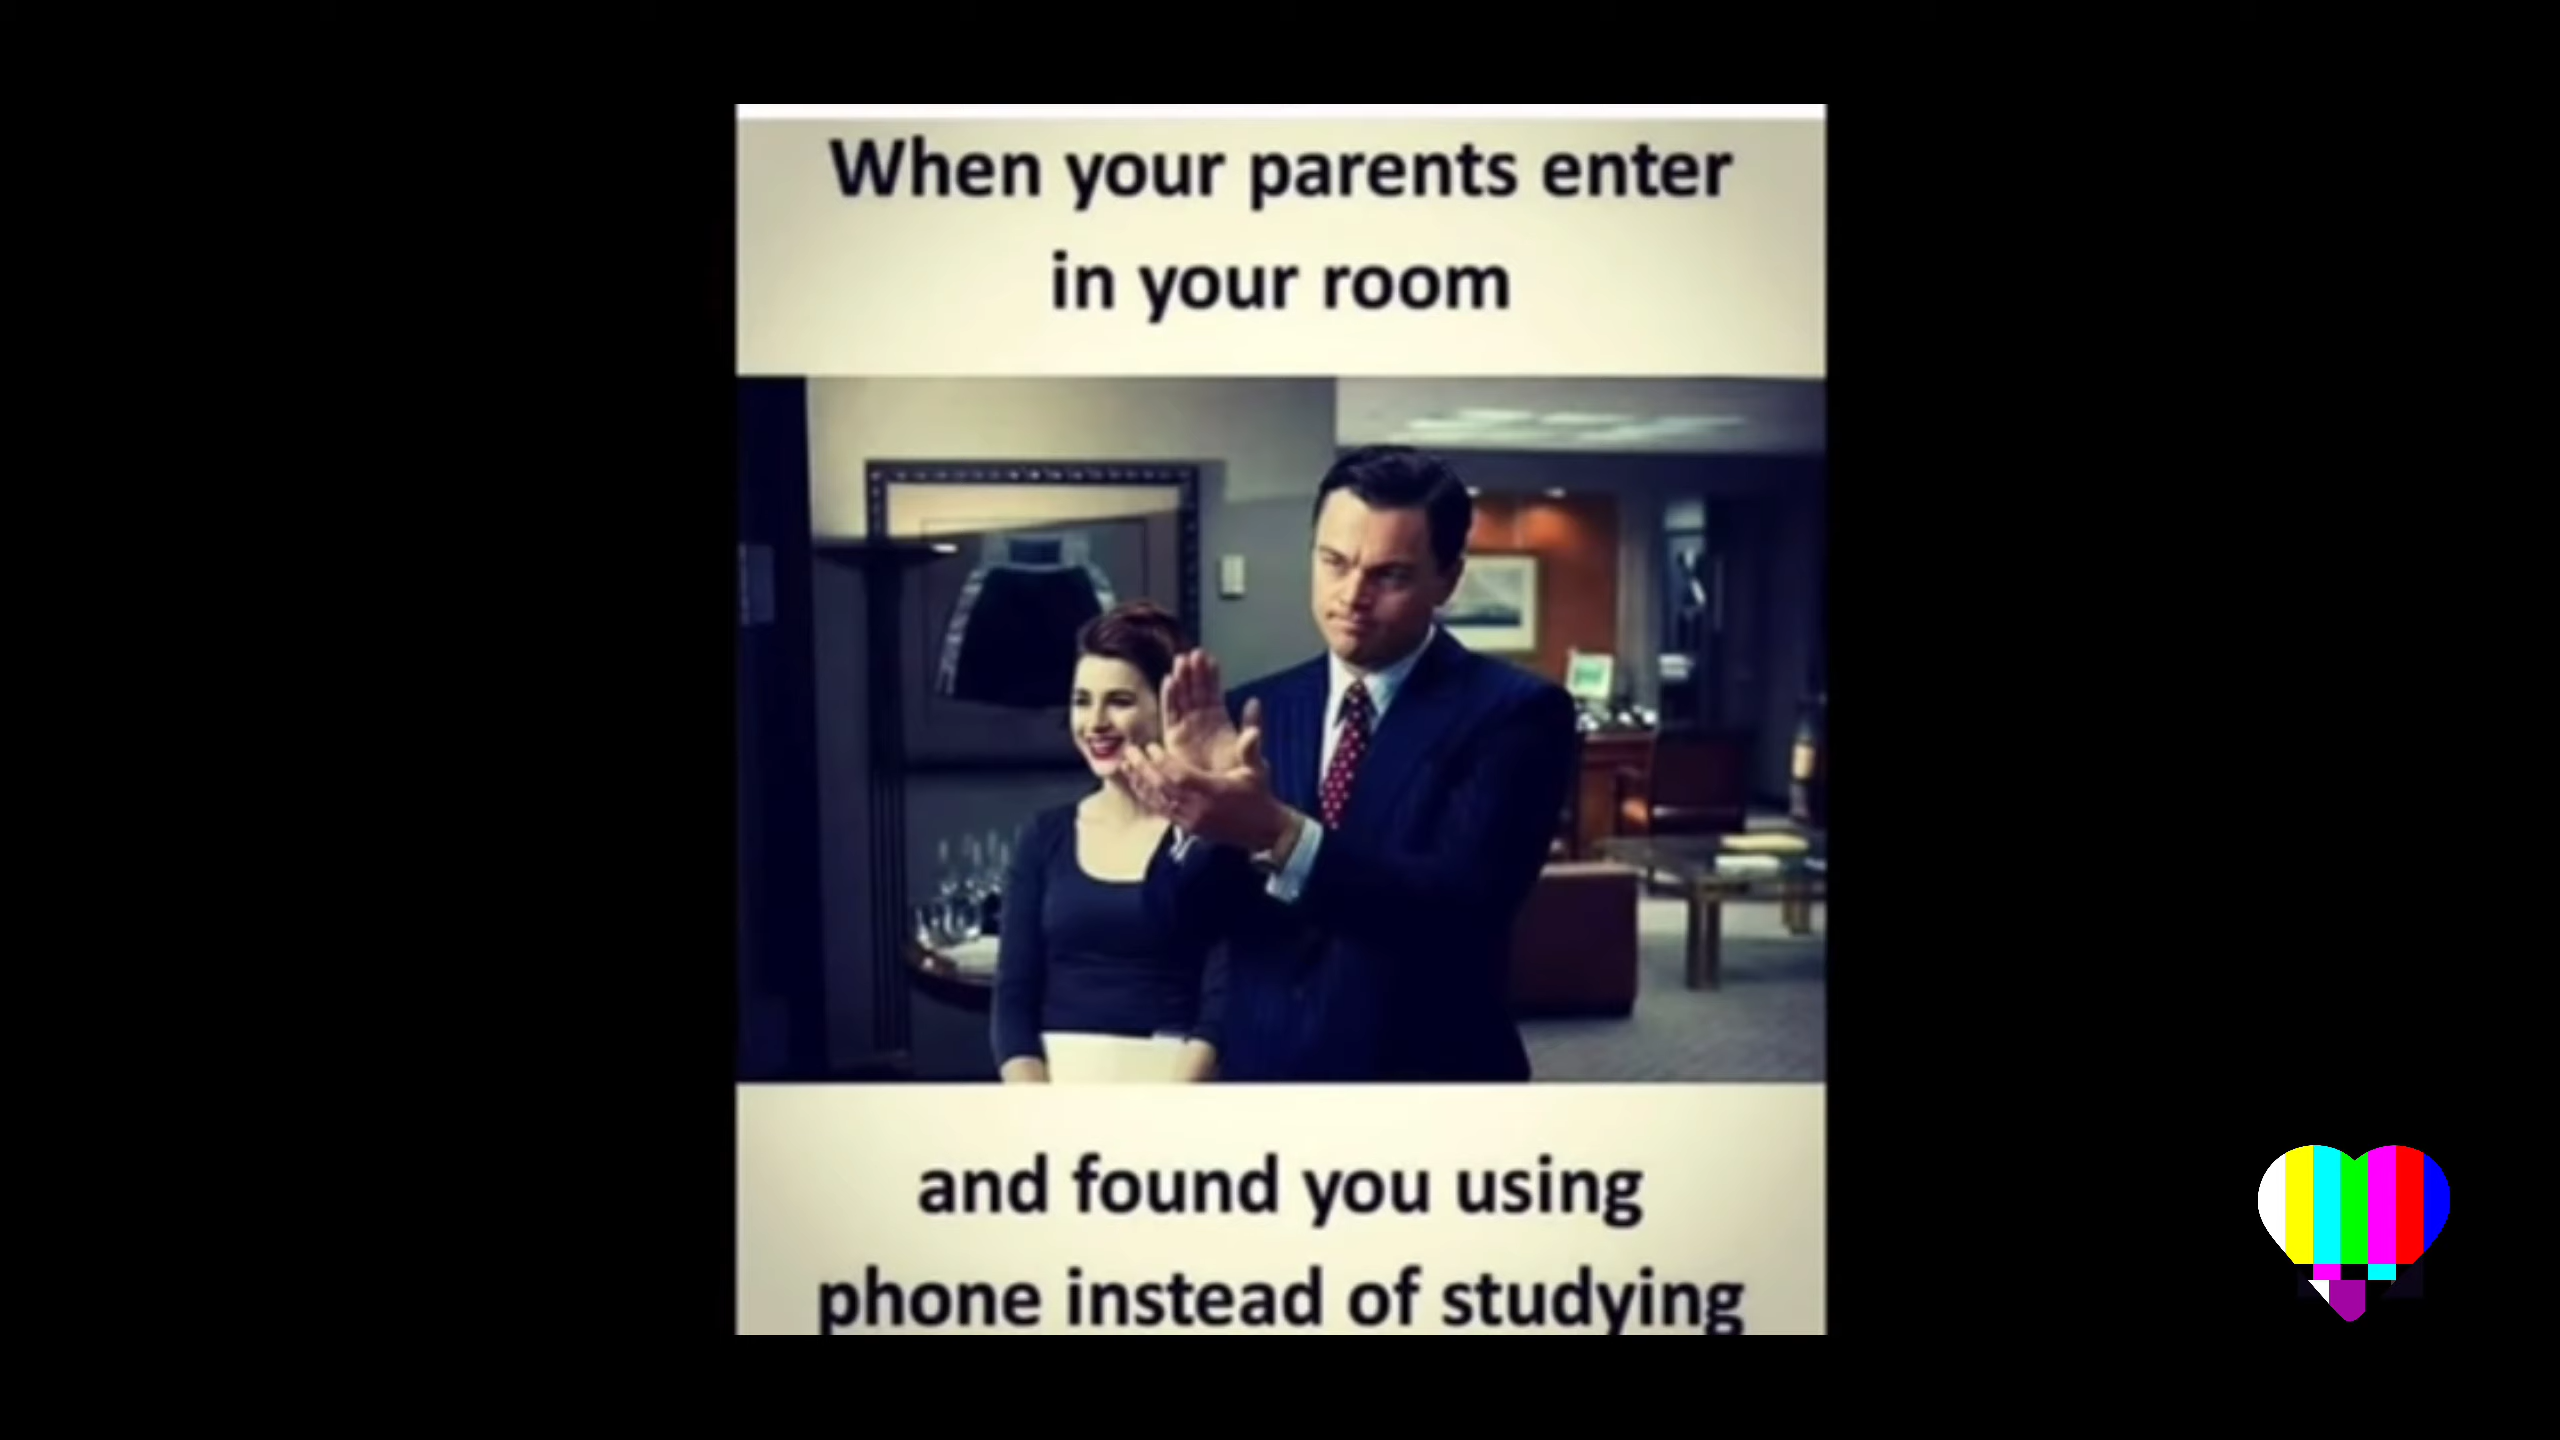 When your parents enter
in your room
and found you using
phone instead of studying